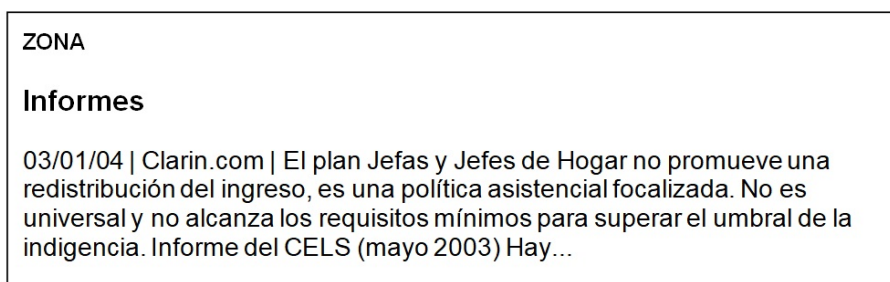 ZONA
Informes
03/01/04 | Clarin.com | El plan Jefas y Jefes de Hogar no promueve una
redistribución del ingreso, es una política asistencial focalizada. No es
universal y no alcanza los requisitos mínimos para superar el umbral de la
indigencia. Informe del CELS (mayo 2003) Hay...